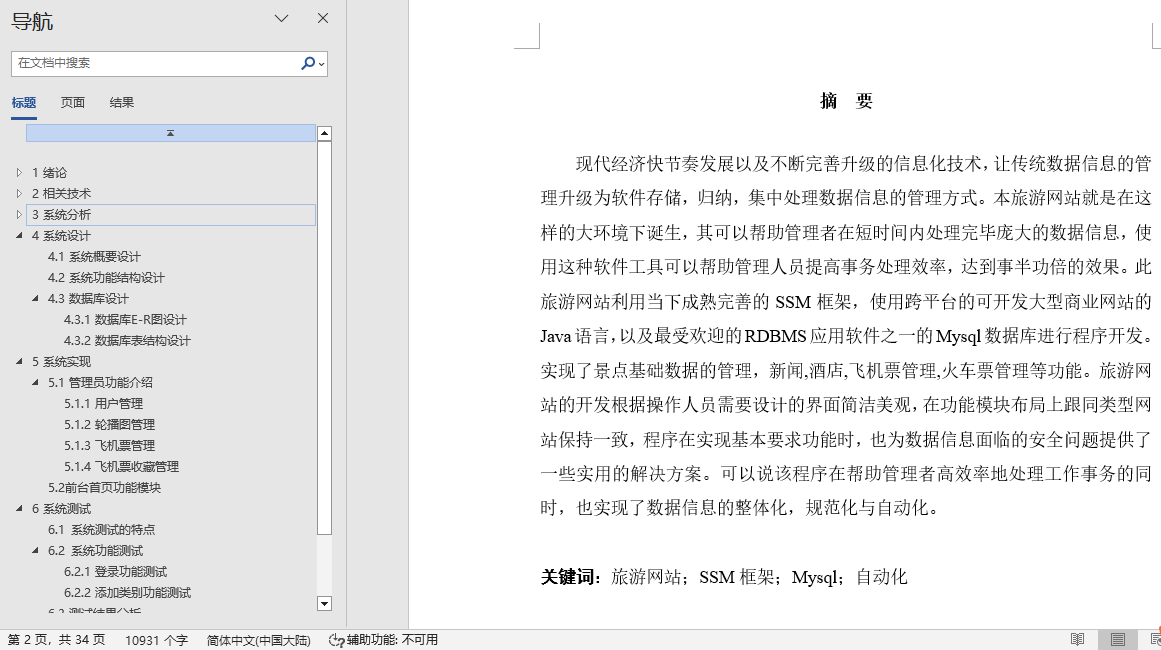 导航
在文档中搜索
标题 页面 结果
1 绪论
2 相关技术
3 系统分析
4 系统设计
4.1 系统概要设计
4.2 系统功能结构设计
4.3 数据库设计
4.3.1 数据库E-R图设计
4.3.2 数据库表结构设计
5 系统实现
5.1 管理员功能介绍
5.1.1 用户管理
5.1.2 轮播图管理
5.1.3 飞机票管理
5.1.4 飞机票收藏管理
5.2前台首页功能模块
6 系统测试
6.1 系统测试的特点
6.2 系统功能测试
6.2.1 登录功能测试
6.2.2 添加类别功能测试
6.3 测试结果分析
摘 要
现代经济快节奏发展以及不断完善升级的信息化技术，让传统数据信息的管
理升级为软件存储，归纳，集中处理数据信息的管理方式。本旅游网站就是在这
样的大环境下诞生，其可以帮助管理者在短时间内处理完毕庞大的数据信息，使
用这种软件工具可以帮助管理人员提高事务处理效率，达到事半功倍的效果。此
旅游网站利用当下成熟完善的 SSM 框架，使用跨平台的可开发大型商业网站的
Java 语言，以及最受欢迎的 RDBMS 应用软件之一的 Mysql 数据库进行程序开发。
实现了景点基础数据的管理，新闻,酒店,飞机票管理,火车票管理等功能。旅游网
站的开发根据操作人员需要设计的界面简洁美观，在功能模块布局上跟同类型网
站保持一致，程序在实现基本要求功能时，也为数据信息面临的安全问题提供了
一些实用的解决方案。可以说该程序在帮助管理者高效率地处理工作事务的同
时，也实现了数据信息的整体化，规范化与自动化。
关键词：旅游网站；SSM 框架；Mysql；自动化
第 2 页，共 34 页 10931 个字 简体中文(中国大陆) 辅助功能: 不可用